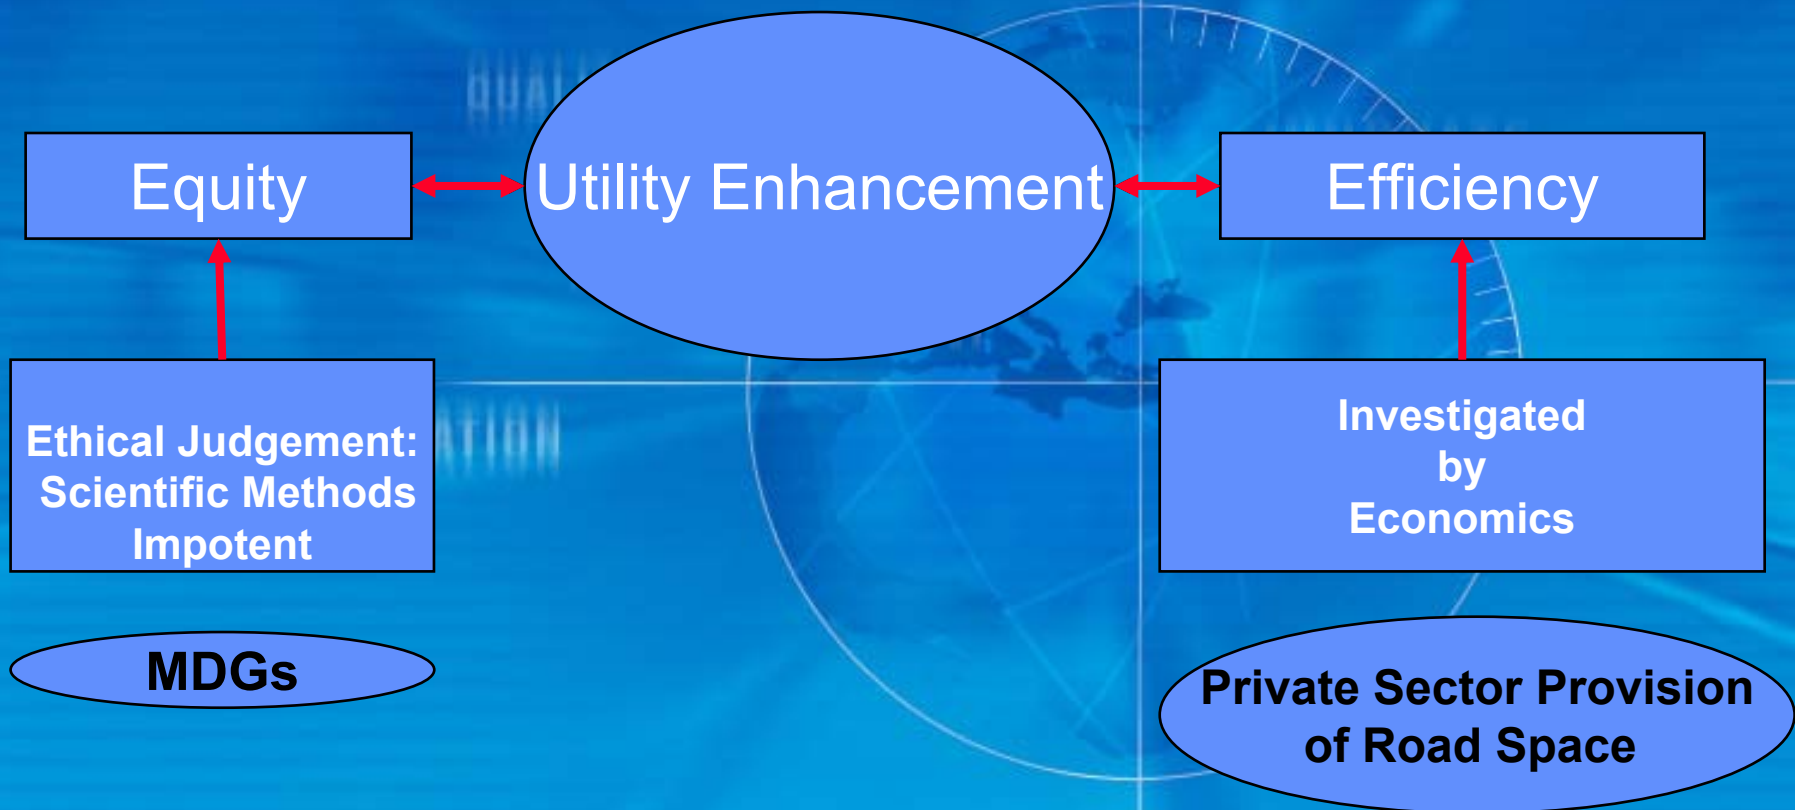 Equity
Utility Enhancement
Efficiency
Ethical Judgement:
Scientific Methods
Impotent
Investigated
by
Economics
MDGs
Private Sector Provision
of Road Space